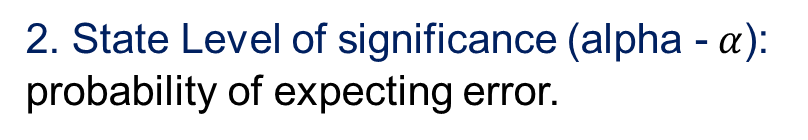 2. State Level of significance (alpha - α):
probability of expecting error.